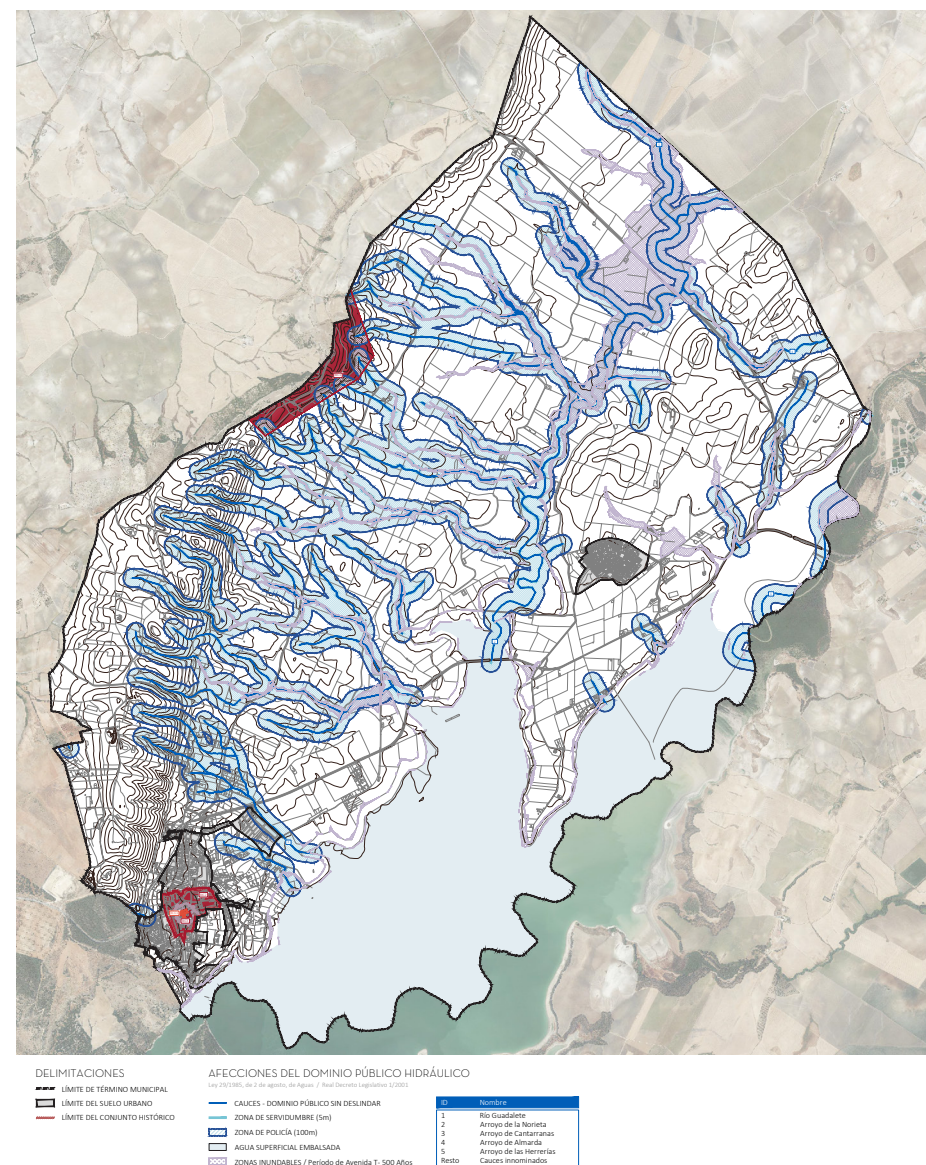 DELIMITACIONES
LÍMITE DE TÉRMINO MUNICIPAL
LÍMITE DEL SUELO URBANO
LÍMITE DEL CONJUNTO HISTÓRICO
AFECCIONES DEL DOMINIO PÚBLICO HIDRÁULICO
Ley 29/1985, de 2 de agosto, de Aguas / Real Decreto Legislativo 1/2001
CAUCES - DOMINIO PÚBLICO SIN DESLINDAR
ZONA DE SERVIDUMBRE (5m)
ZONA DE POLICÍA (100m)
AGUA SUPERFICIAL EMBALSADA
ZONAS INUNDABLES / Período de Avenida T- 500 Años
ID Nombre
1 Río Guadalete
2 Arroyo de la Norieta
3 Arroyo de Cantarranas
4 Arroyo de Almarda
5 Arroyo de las Herrerías
Resto Cauces innominados